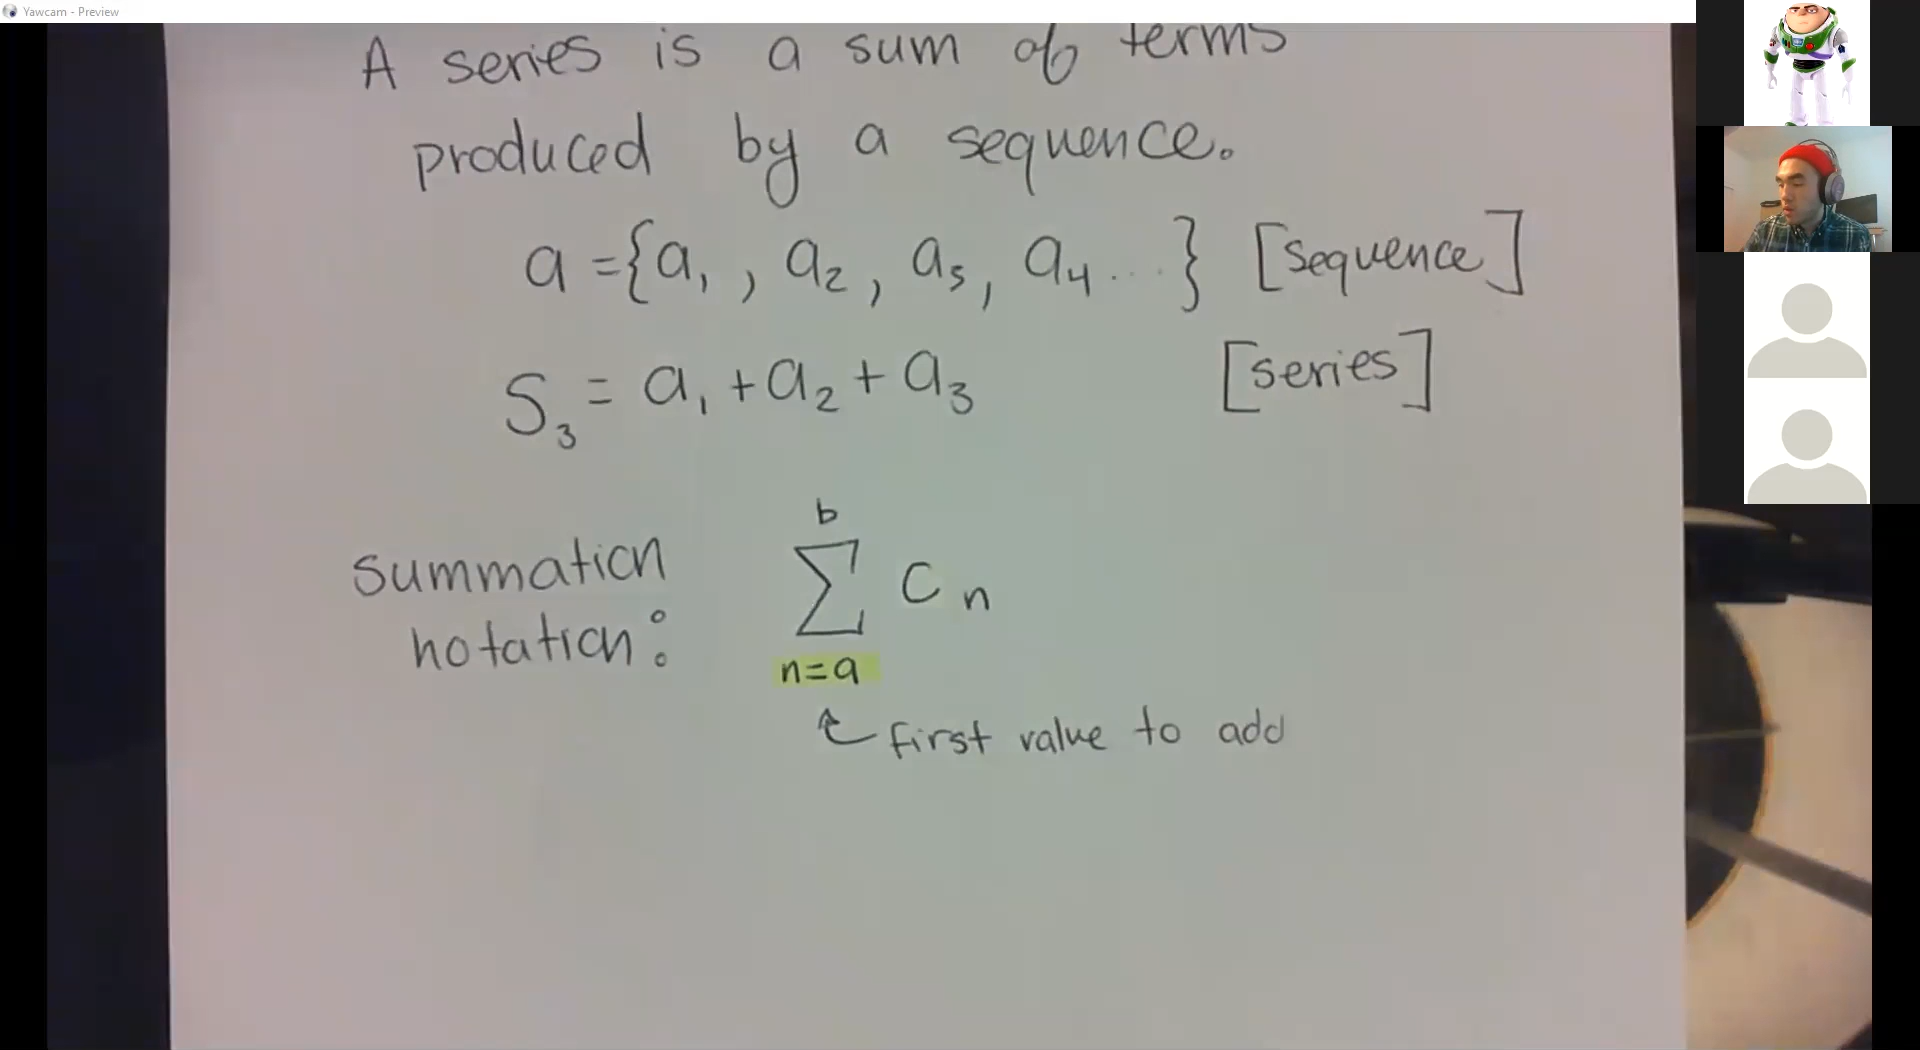 Yawcam - Preview
A series is a sum of terms
produced by a sequence.
a = {a₁, a₂, a₃, a₄ ... } [sequence]
S₃ = a₁ + a₂ + a₃ [series]
summation
notation:
b
∑ Cₙ
n=a
first value to add